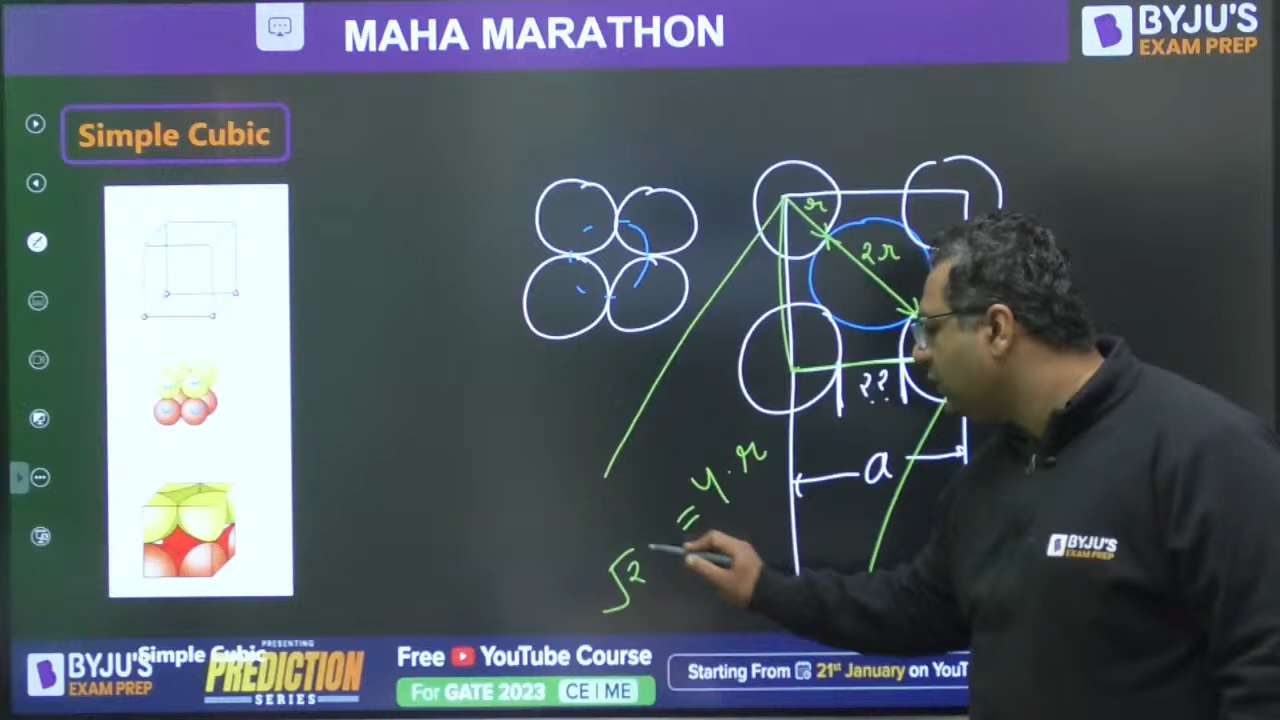 MAHA MARATHON
BYJU'S
EXAM PREP
Simple Cubic
r
2r
??
a
= 4.r
√2
BYJU'S
EXAM PREP
BYJU'S
EXAM PREP
Simple Cubic
PRESENTING
PREDICTION
SERIES
Free YouTube Course
For GATE 2023 CE | ME
Starting From 21st January on YouT